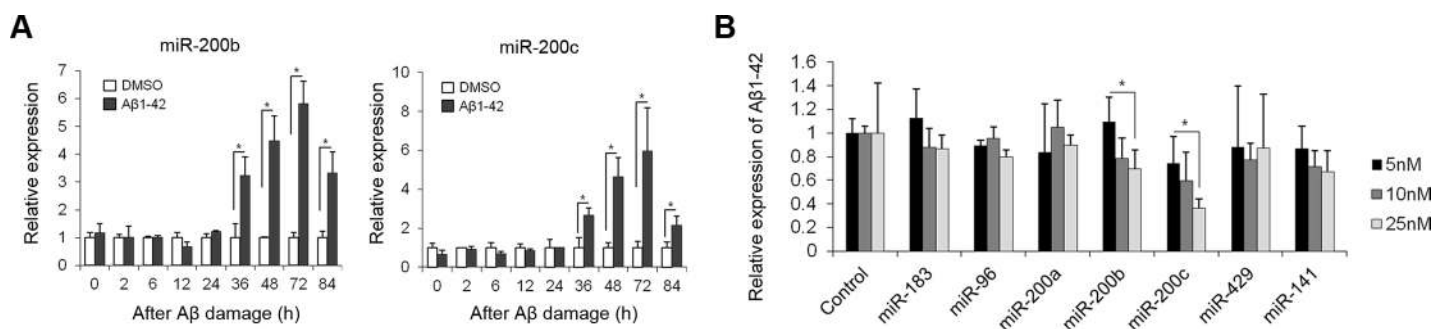 A
miR-200b
Relative expression
7
6
5
4
3
2
1
0
DMSO
Aβ1-42
* * * *
0 2 6 12 24 36 48 72 84
After Aβ damage (h)
miR-200c
Relative expression
10
8
6
4
2
0
DMSO
Aβ1-42
* * * *
0 2 6 12 24 36 48 72 84
After Aβ damage (h)
B
Relative expression of Aβ1-42
1.6
1.4
1.2
1
0.8
0.6
0.4
0.2
0
* *
Control miR-183 miR-96 miR-200a miR-200b miR-200c miR-429 miR-141
5nM
10nM
25nM